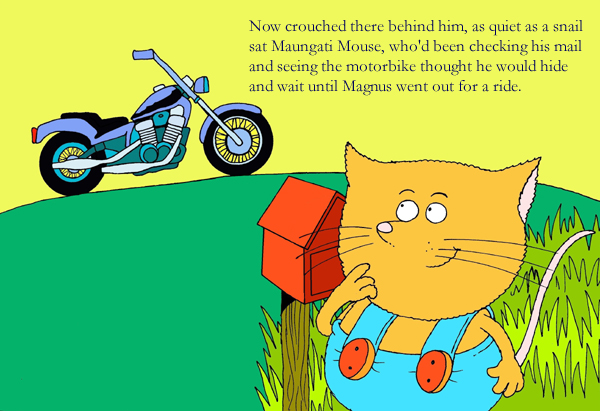 Now crouched there behind him, as quiet as a snail
sat Maungati Mouse, who'd been checking his mail
and seeing the motorbike thought he would hide
and wait until Magnus went out for a ride.